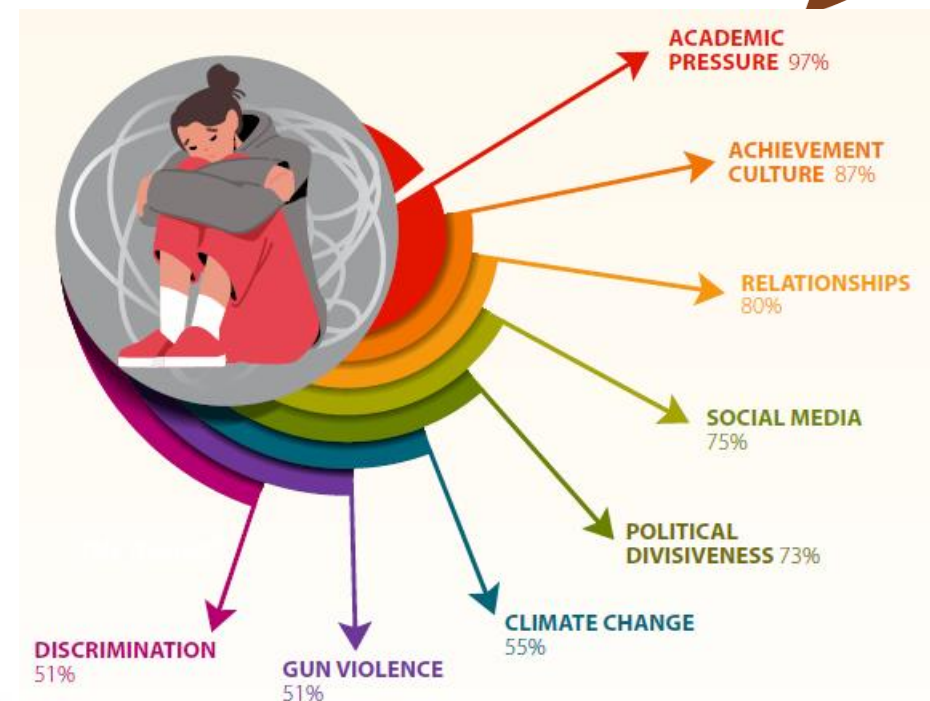 ACADEMIC
PRESSURE 97%
ACHIEVEMENT
CULTURE 87%
RELATIONSHIPS
80%
SOCIAL MEDIA
75%
POLITICAL
DIVISIVENESS 73%
CLIMATE CHANGE
55%
GUN VIOLENCE
51%
DISCRIMINATION
51%